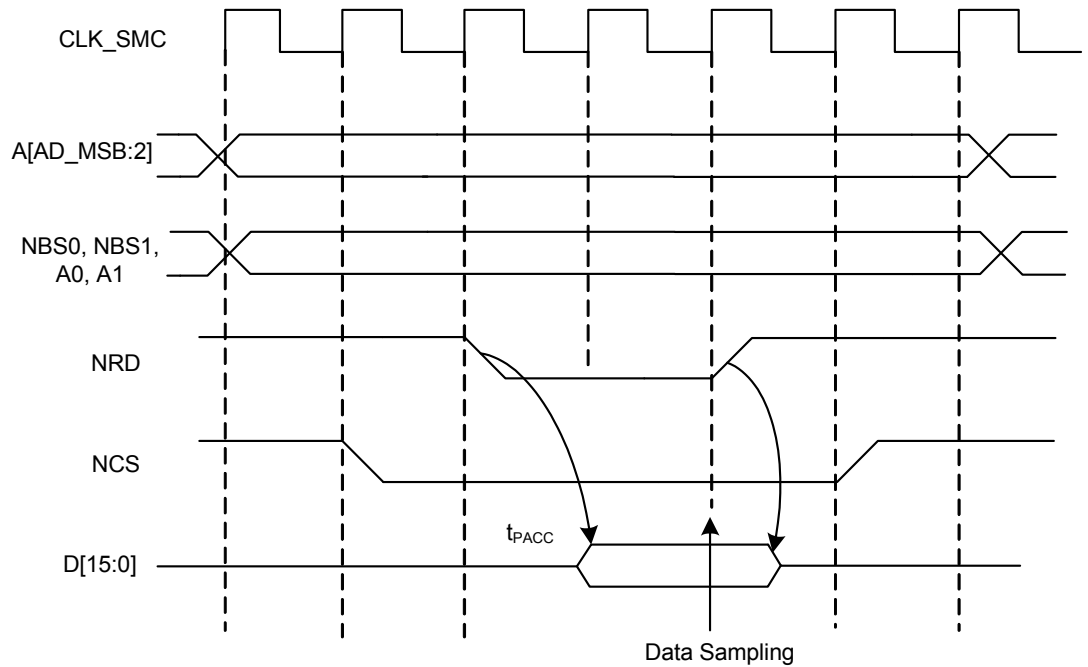 CLK_SMC
A[AD_MSB:2]
NBS0, NBS1,
A0, A1
NRD
NCS
tPACC
D[15:0]
Data Sampling